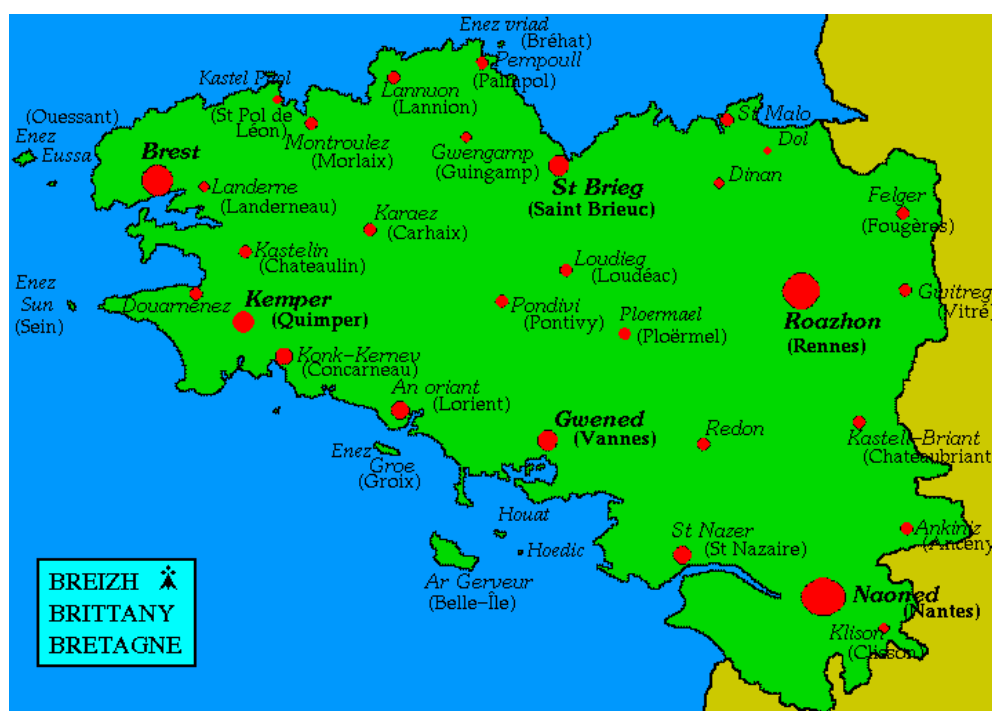 Enez vriad
(Bréhat)
Pempoull
(Paimpol)
Kastel Paol
(St Pol de
Léon)
Lannuon
(Lannion)
(Ouessant)
Enez
Eussa
Montroulez
(Morlaix)
Gwengamp
(Guingamp)
St Malo
Dol
Brest
Landerne
(Landerneau)
St Brieg
(Saint Brieuc)
Dinan
Felger
(Fougères)
Karaez
(Carhaix)
Kastelin
(Chateaulin)
Loudieg
(Loudéac)
Enez
Sun
(Sein)
Douarnenez
Kemper
(Quimper)
Pondivi
(Pontivy)
Ploermael
(Ploërmel)
Roazhon
(Rennes)
Gwitreg
(Vitré)
Konk-Kernev
(Concarneau)
An oriant
(Lorient)
Gwened
(Vannes)
Redon
Kastell-Briant
(Chateaubriant
Enez
Groe
(Groix)
Houat
Hoedic
St Nazer
(St Nazaire)
Ankiniz
(Anceny)
Ar Gerveur
(Belle-Île)
Naoned
(Nantes)
Klison
(Clisson)
BREIZH
BRITTANY
BRETAGNE